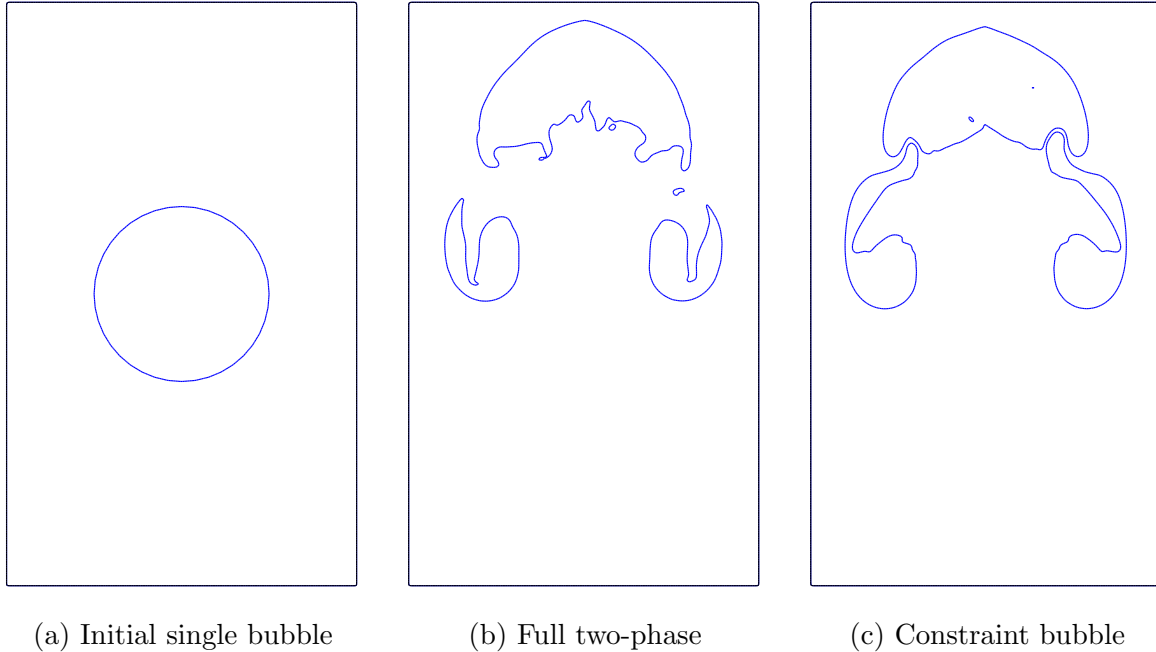 (a) Initial single bubble
(b) Full two-phase
(c) Constraint bubble